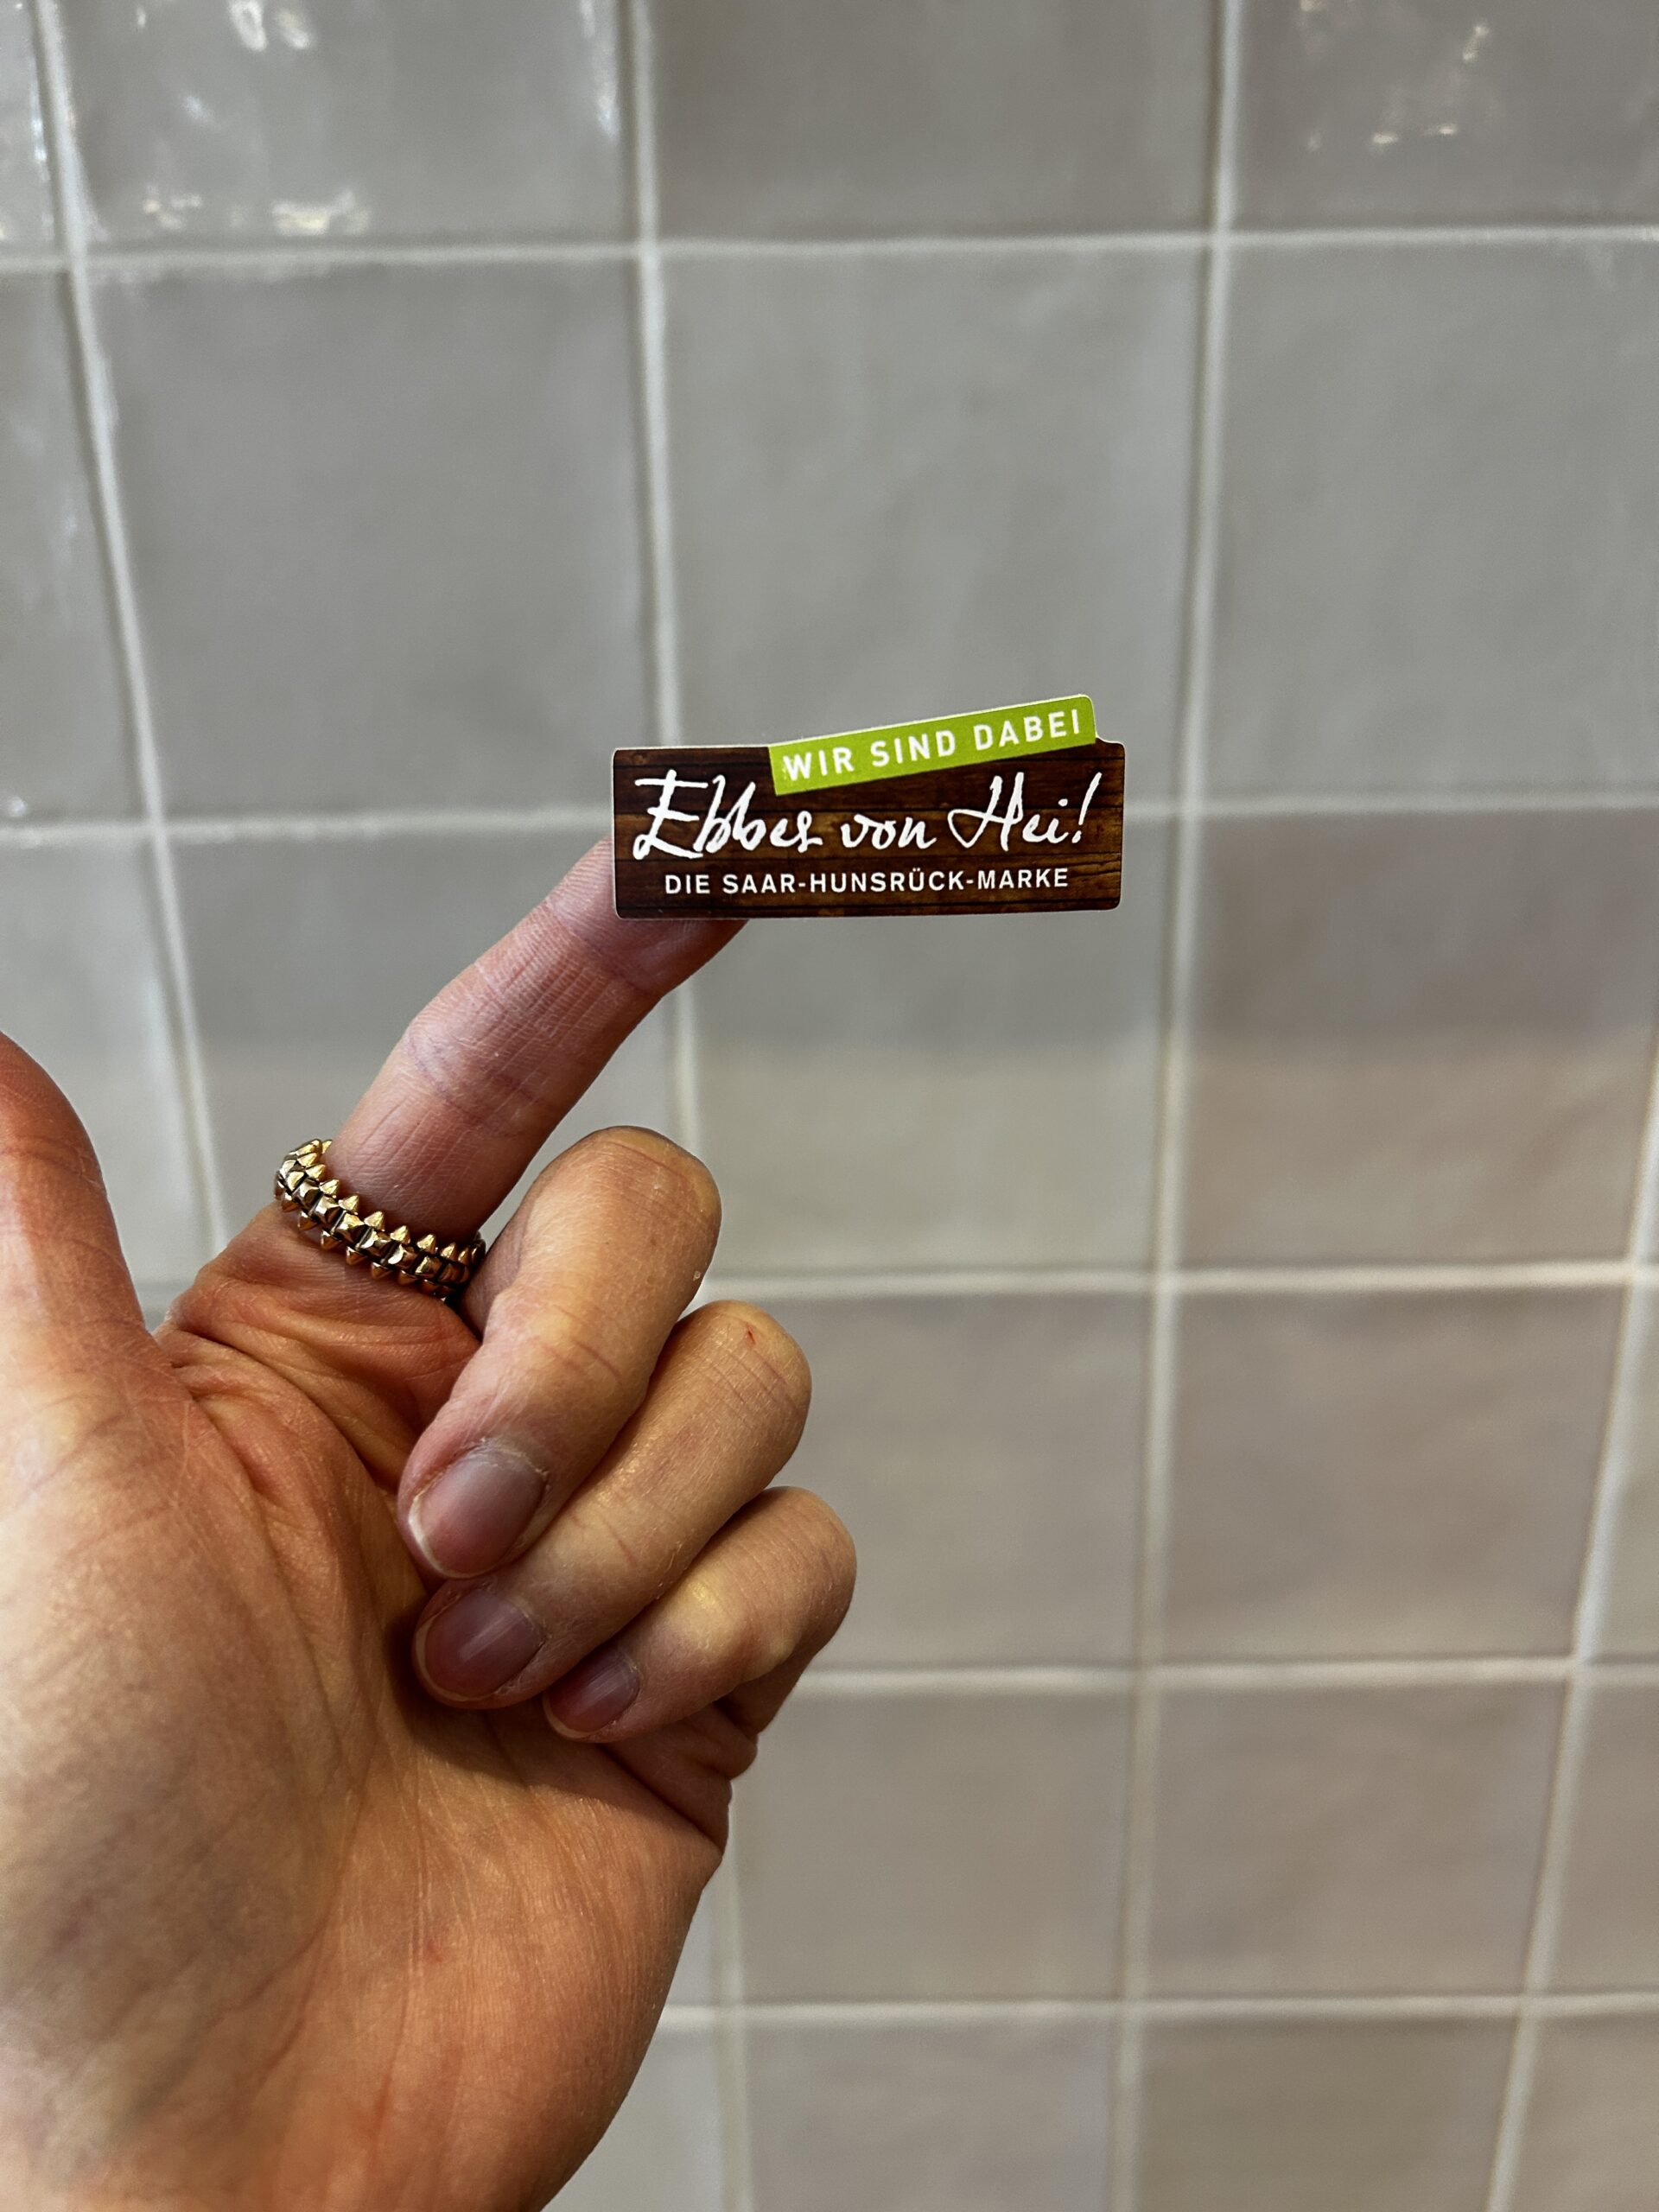 WIR SIND DABEI
Ebbes von Hei!
DIE SAAR-HUNSRÜCK-MARKE